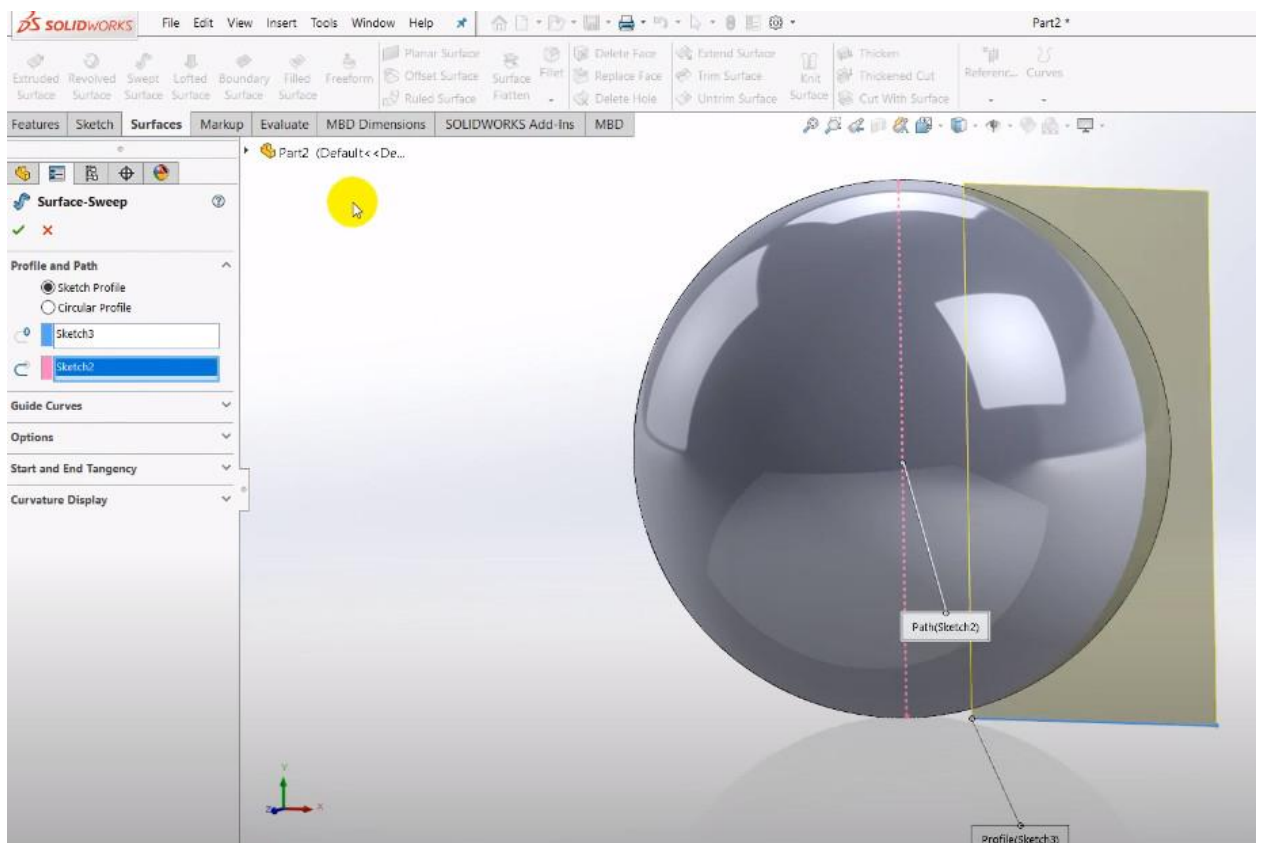 DS SOLIDWORKS File Edit View Insert Tools Window Help Part2 *
Planar Surface Delete Face Extend Surface Thicken
Extruded Revolved Swept Lofted Boundary Filled Freeform Offset Surface Surface Fillet Replace Face Trim Surface Knit Thickened Cut Referenc... Curves
Surface Surface Surface Surface Surface Surface Ruled Surface Flatten Delete Hole Untrim Surface Surface Cut With Surface
Features Sketch Surfaces Markup Evaluate MBD Dimensions SOLIDWORKS Add-Ins MBD
Part2 (Default<<De...
Surface-Sweep
Profile and Path
Sketch Profile
Circular Profile
Sketch3
Sketch2
Guide Curves
Options
Start and End Tangency
Curvature Display
Path(Sketch2)
Profile(Sketch3)
Y
Z X